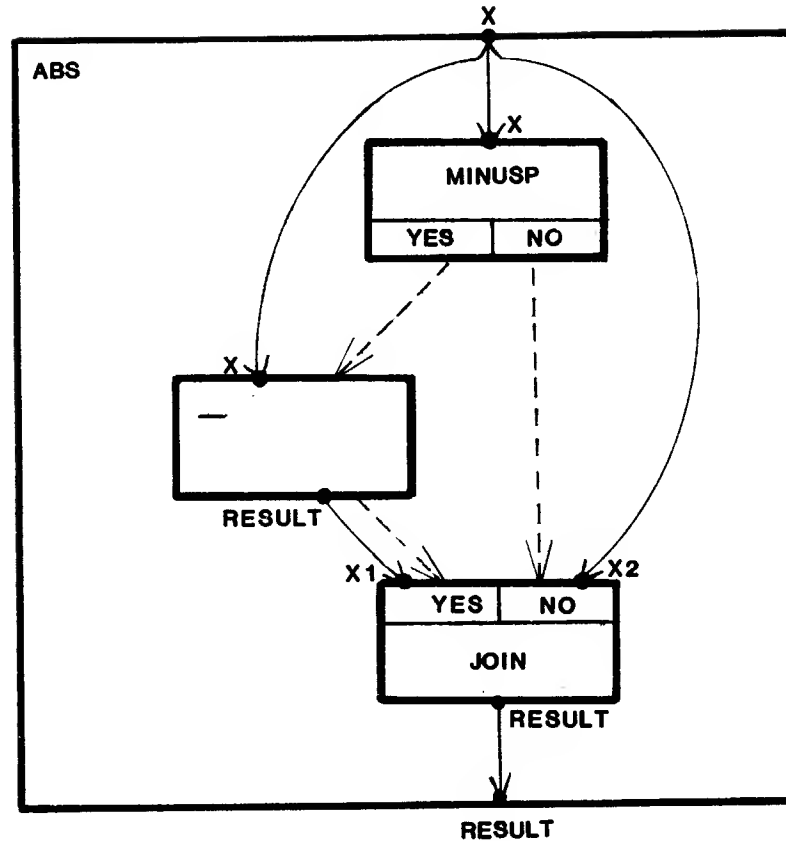 X
ABS
X
MINUSP
YES NO
X
—
RESULT
X1 X2
YES NO
JOIN
RESULT
RESULT